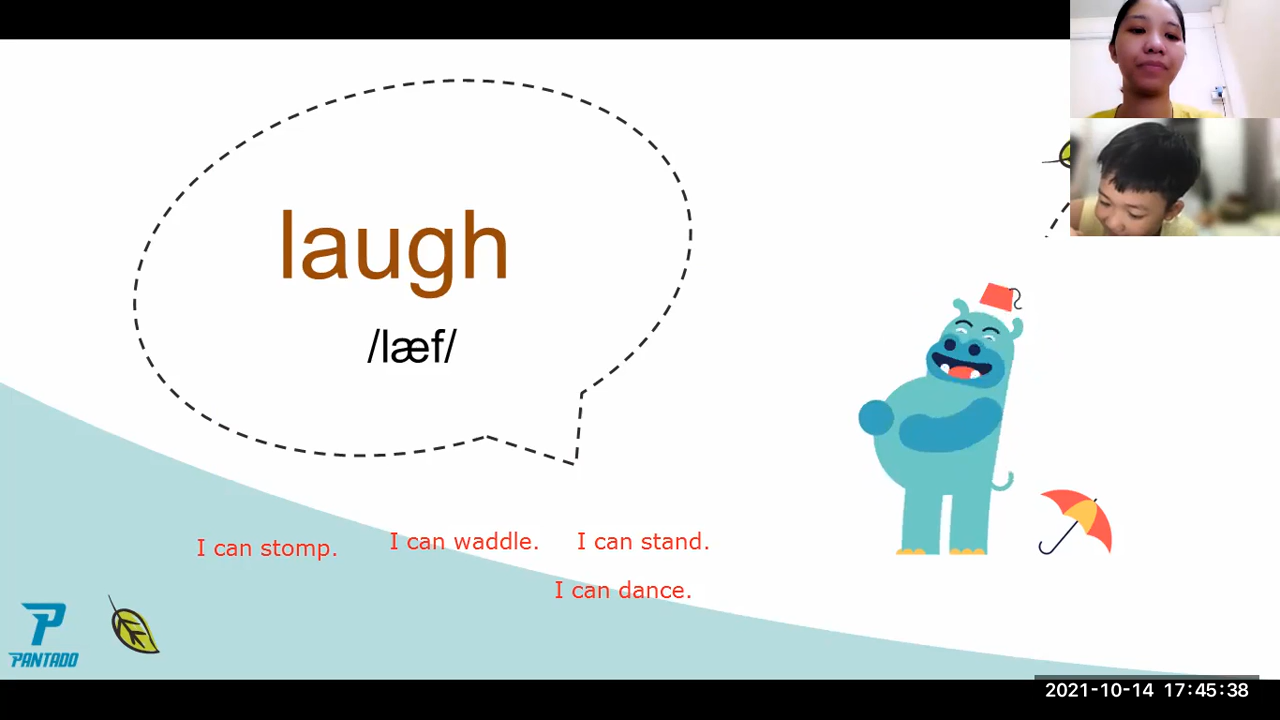 laugh
/læf/
I can stomp.
I can waddle.
I can stand.
I can dance.
PANTADO
2021-10-14 17:45:38